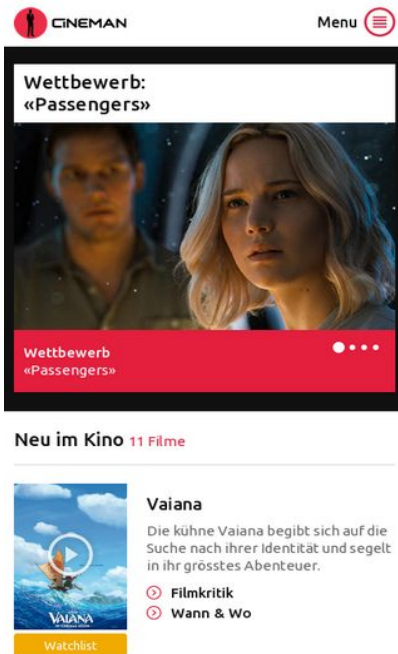 CINEMAN
Menu
Wettbewerb:
«Passengers»
Wettbewerb
«Passengers»
Neu im Kino 11 Filme
Vaiana
Die kühne Vaiana begibt sich auf die
Suche nach ihrer Identität und segelt
in ihr grösstes Abenteuer.
Filmkritik
Wann & Wo
VAIANA
Watchlist